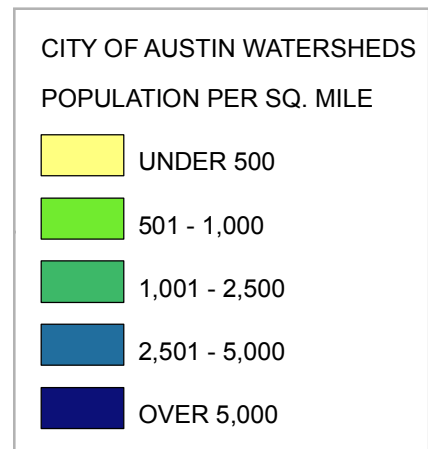 CITY OF AUSTIN WATERSHEDS
POPULATION PER SQ. MILE
UNDER 500
501 - 1,000
1,001 - 2,500
2,501 - 5,000
OVER 5,000